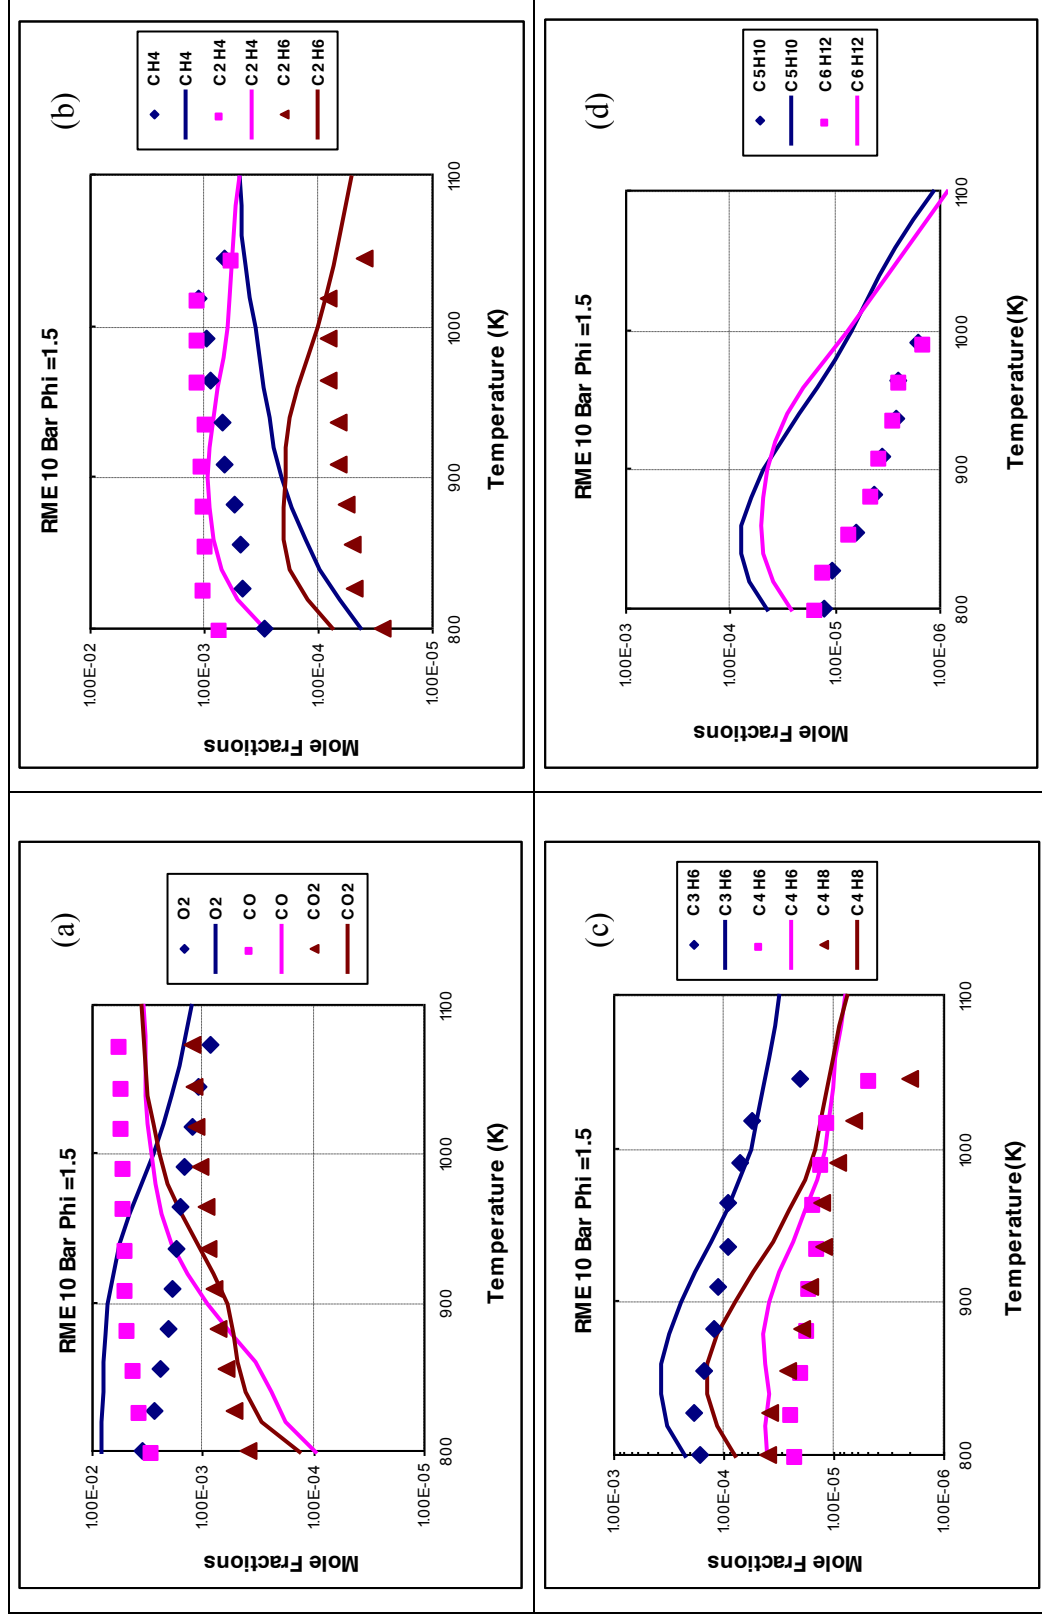 (a)
RME 10 Bar Phi =1.5
Mole Fractions
1.00E-02
1.00E-03
1.00E-04
1.00E-05
800
900
1000
1100
Temperature (K)
O2
O2
CO
CO
CO2
CO2
(b)
RME 10 Bar Phi =1.5
Mole Fractions
1.00E-02
1.00E-03
1.00E-04
1.00E-05
800
900
1000
1100
Temperature (K)
CH4
CH4
C2H4
C2H4
C2H6
C2H6
(c)
RME 10 Bar Phi =1.5
Mole Fractions
1.00E-03
1.00E-04
1.00E-05
1.00E-06
800
900
1000
1100
Temperature(K)
C3H6
C3H6
C4H6
C4H6
C4H8
C4H8
(d)
RME 10 Bar Phi =1.5
Mole Fractions
1.00E-03
1.00E-04
1.00E-05
1.00E-06
800
900
1000
1100
Temperature(K)
C5H10
C5H10
C6H12
C6H12